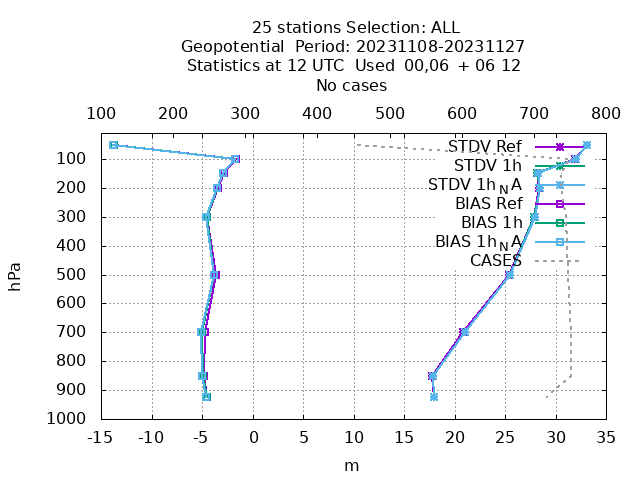 25 stations Selection: ALL
Geopotential  Period: 20231108-20231127
Statistics at 12 UTC  Used  00,06  + 06 12
No cases
100 200 300 400 500 600 700 800
STDV Ref
STDV 1h
STDV 1h_NA
BIAS Ref
BIAS 1h
BIAS 1h_NA
CASES
hPa
100
200
300
400
500
600
700
800
900
1000
-15 -10 -5 0 5 10 15 20 25 30 35
m